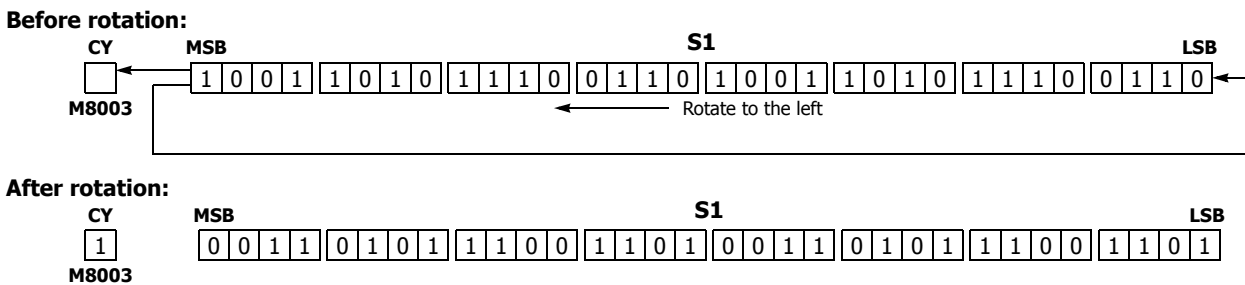 Before rotation:
CY MSB S1 LSB
1 0 0 1 1 0 1 0 1 1 1 0 0 1 1 0 1 0 0 1 1 0 1 0 1 1 1 0 0 1 1 0
M8003 Rotate to the left
After rotation:
CY MSB S1 LSB
1 0 0 1 1 0 1 0 1 1 1 0 0 1 1 0 1 0 0 1 1 0 1 0 1 1 1 0 0 1 1 0 1
M8003